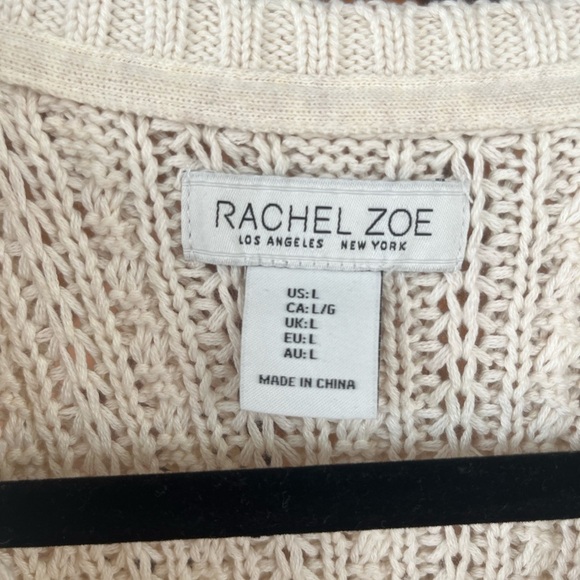 RACHEL ZOE
LOS ANGELES NEW YORK
US: L
CA: L/G
UK: L
EU: L
AU: L
MADE IN CHINA